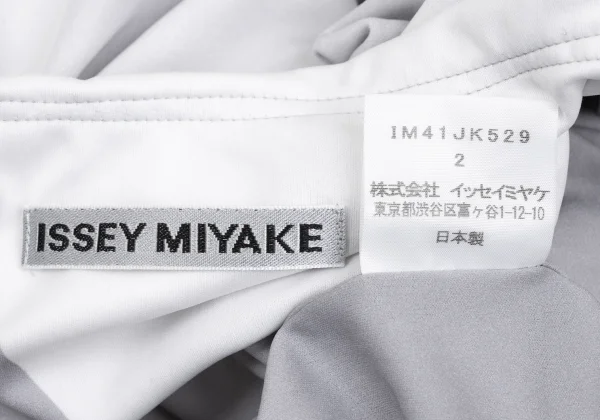 ISSEY MIYAKE
IM41JK529
2
株式会社 イッセイミヤケ
東京都渋谷区富ヶ谷1-12-10
日本製